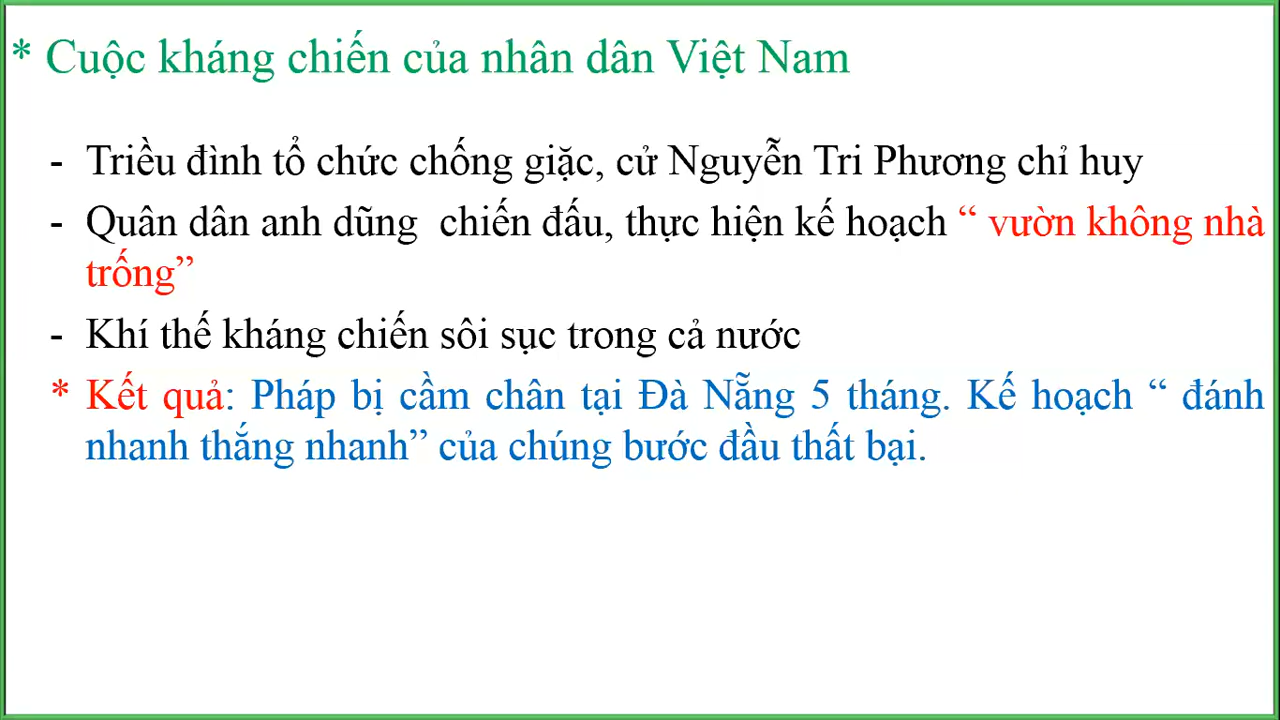 * Cuộc kháng chiến của nhân dân Việt Nam
- Triều đình tổ chức chống giặc, cử Nguyễn Tri Phương chỉ huy
- Quân dân anh dũng  chiến đấu, thực hiện kế hoạch “ vườn không nhà
trống”
- Khí thế kháng chiến sôi sục trong cả nước
* Kết quả: Pháp bị cầm chân tại Đà Nẵng 5 tháng. Kế hoạch “ đánh
nhanh thắng nhanh” của chúng bước đầu thất bại.